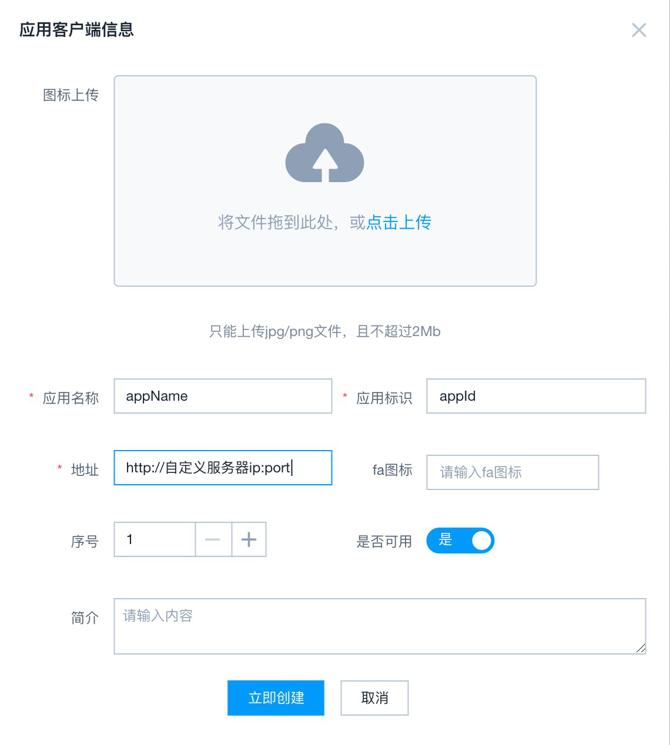 应用客户端信息
图标上传
将文件拖到此处，或点击上传
只能上传jpg/png文件，且不超过2Mb
* 应用名称 appName * 应用标识 appId
* 地址 http://自定义服务器ip:port fa图标 请输入fa图标
序号 1 是否可用 是
简介 请输入内容
立即创建 取消